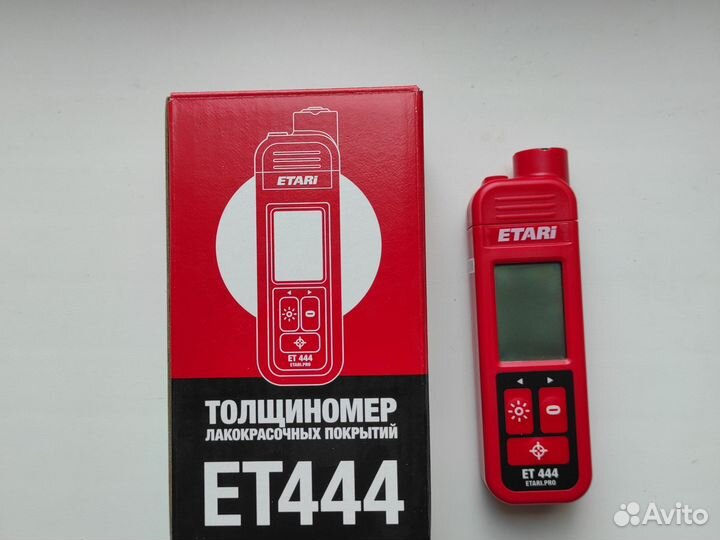 ETARi
ET 444
ETARI.PRO
ТОЛЩИНОМЕР
ЛАКОКРАСОЧНЫХ ПОКРЫТИЙ
ET444
ETARi
ET 444
ETARI.PRO
Avito